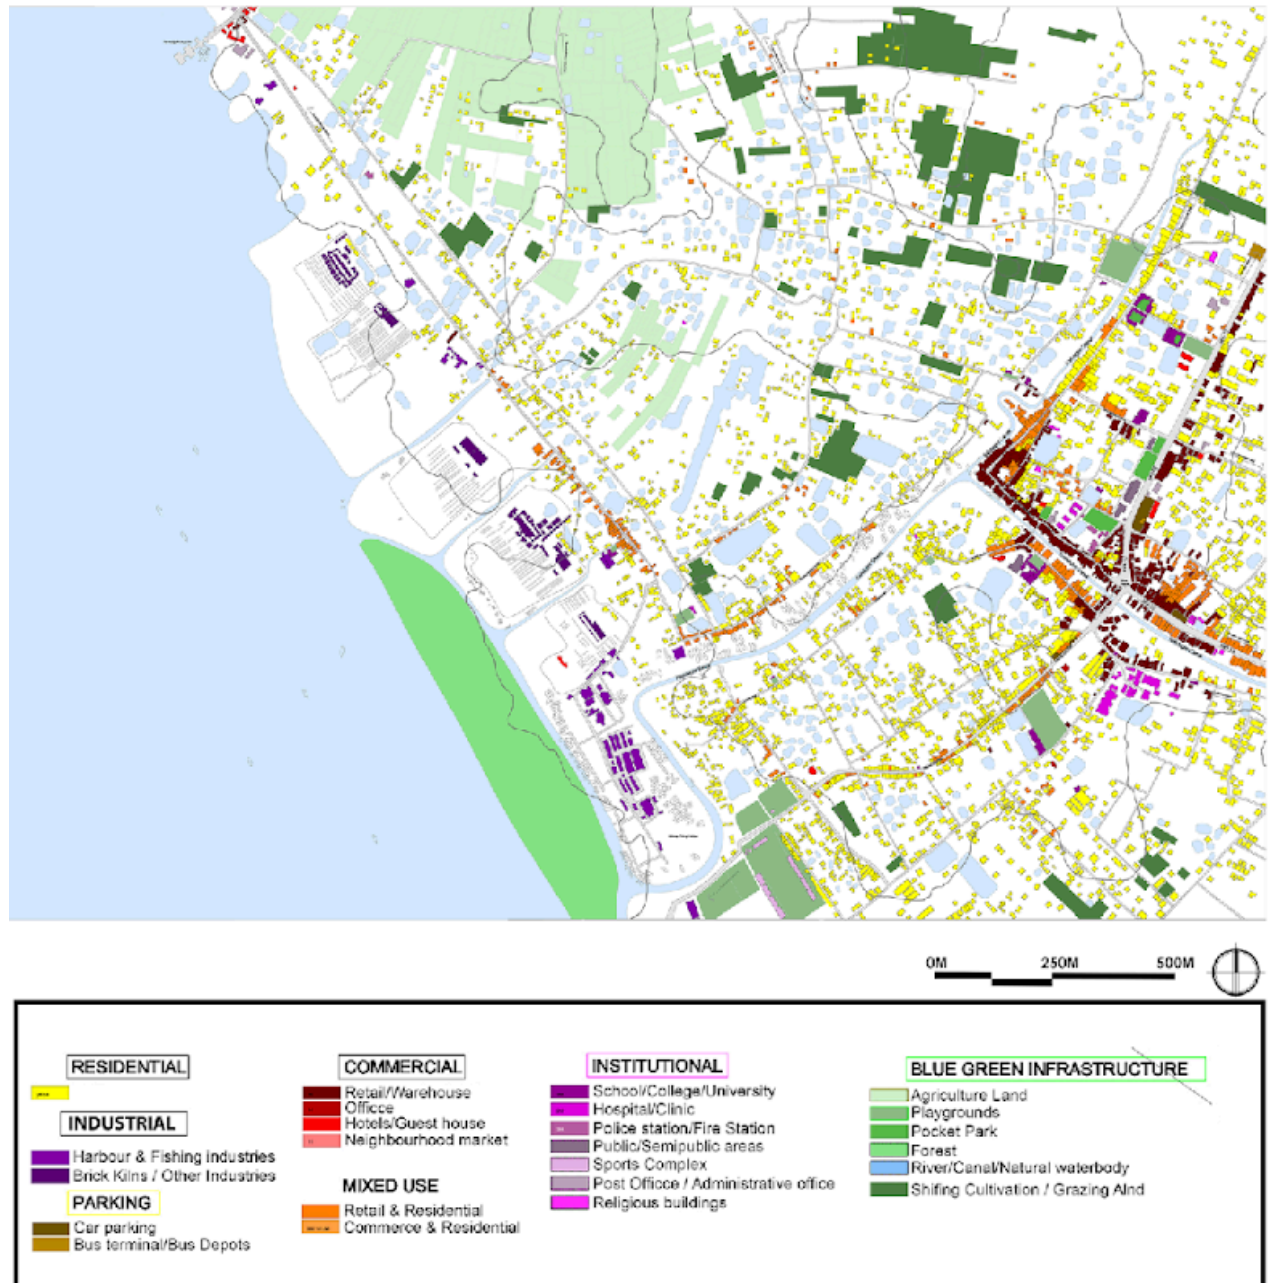 0M 250M 500M
RESIDENTIAL
INDUSTRIAL
Harbour & Fishing industries
Brick Kilns / Other Industries
PARKING
Car parking
Bus terminal/Bus Depots
COMMERCIAL
Retail/Warehouse
Officce
Hotels/Guest house
Neighbourhood market
MIXED USE
Retail & Residential
Commerce & Residential
INSTITUTIONAL
School/College/University
Hospital/Clinic
Police station/Fire Station
Public/Semipublic areas
Sports Complex
Post Officce / Administrative office
Religious buildings
BLUE GREEN INFRASTRUCTURE
Agriculture Land
Playgrounds
Pocket Park
Forest
River/Canal/Natural waterbody
Shifing Cultivation / Grazing Alnd